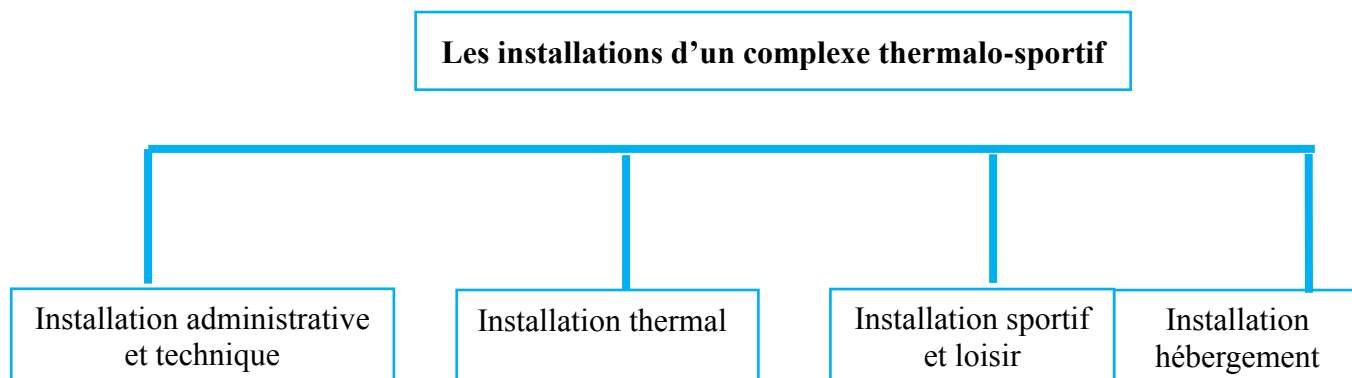 Les installations d’un complexe thermalo-sportif
Installation administrative
et technique
Installation thermal
Installation sportif
et loisir
Installation
hébergement